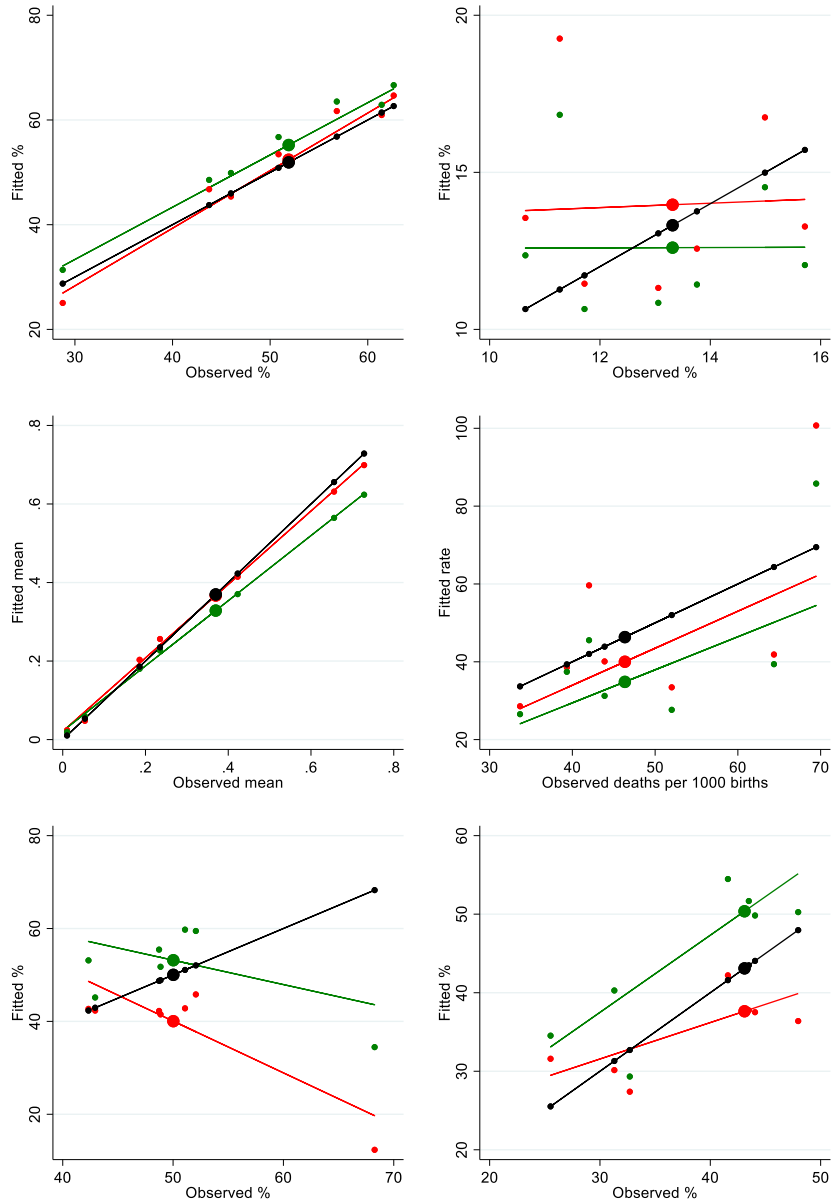 80
60
40
20
Fitted %
30 40 50 60
Observed %
20
15
10
Fitted %
10 12 14 16
Observed %
.8
.6
.4
.2
0
Fitted mean
0 .2 .4 .6 .8
Observed mean
100
80
60
40
20
Fitted rate
30 40 50 60 70
Observed deaths per 1000 births
80
60
40
20
Fitted %
40 50 60 70
Observed %
60
50
40
30
20
Fitted %
20 30 40 50
Observed %